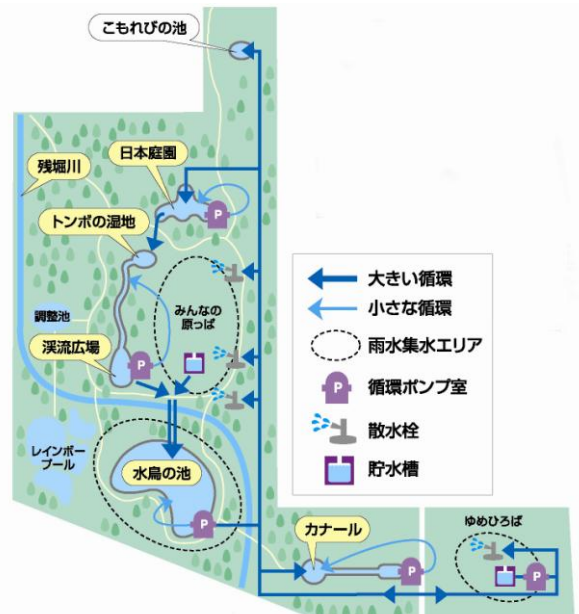 こもれびの池
残堀川
日本庭園
トンボの湿地
P
みんなの
原っぱ
調整池
渓流広場
P
レインボー
プール
水鳥の池
P
カナール
P
ゆめひろば
P
大きい循環
小さな循環
雨水集水エリア
P
循環ポンプ室
散水栓
貯水槽